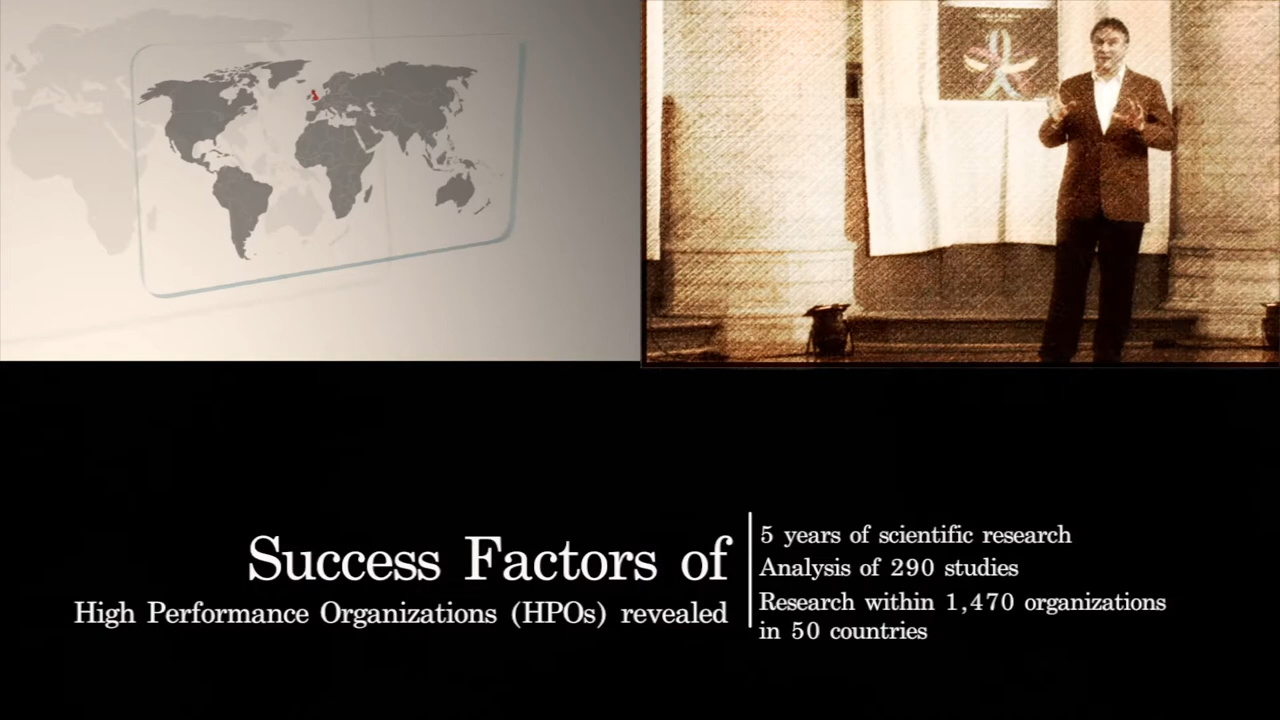 Success Factors of
High Performance Organizations (HPOs) revealed
5 years of scientific research
Analysis of 290 studies
Research within 1,470 organizations
in 50 countries